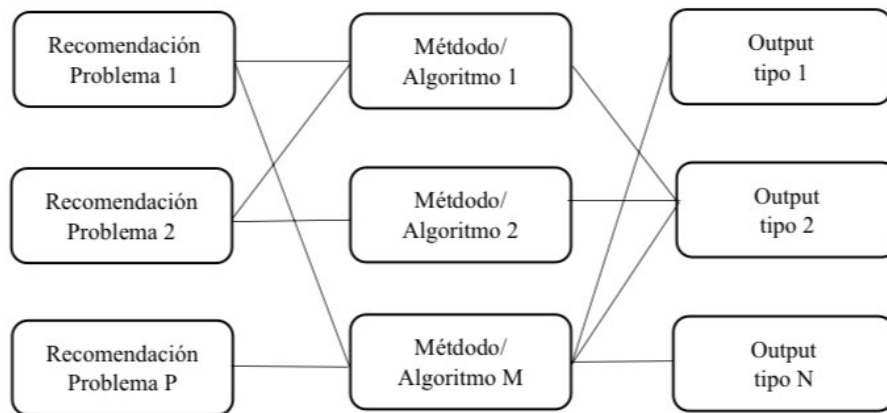 Recomendación
Problema 1
Métdodo/
Algoritmo 1
Output
tipo 1
Recomendación
Problema 2
Métdodo/
Algoritmo 2
Output
tipo 2
Recomendación
Problema P
Métdodo/
Algoritmo M
Output
tipo N